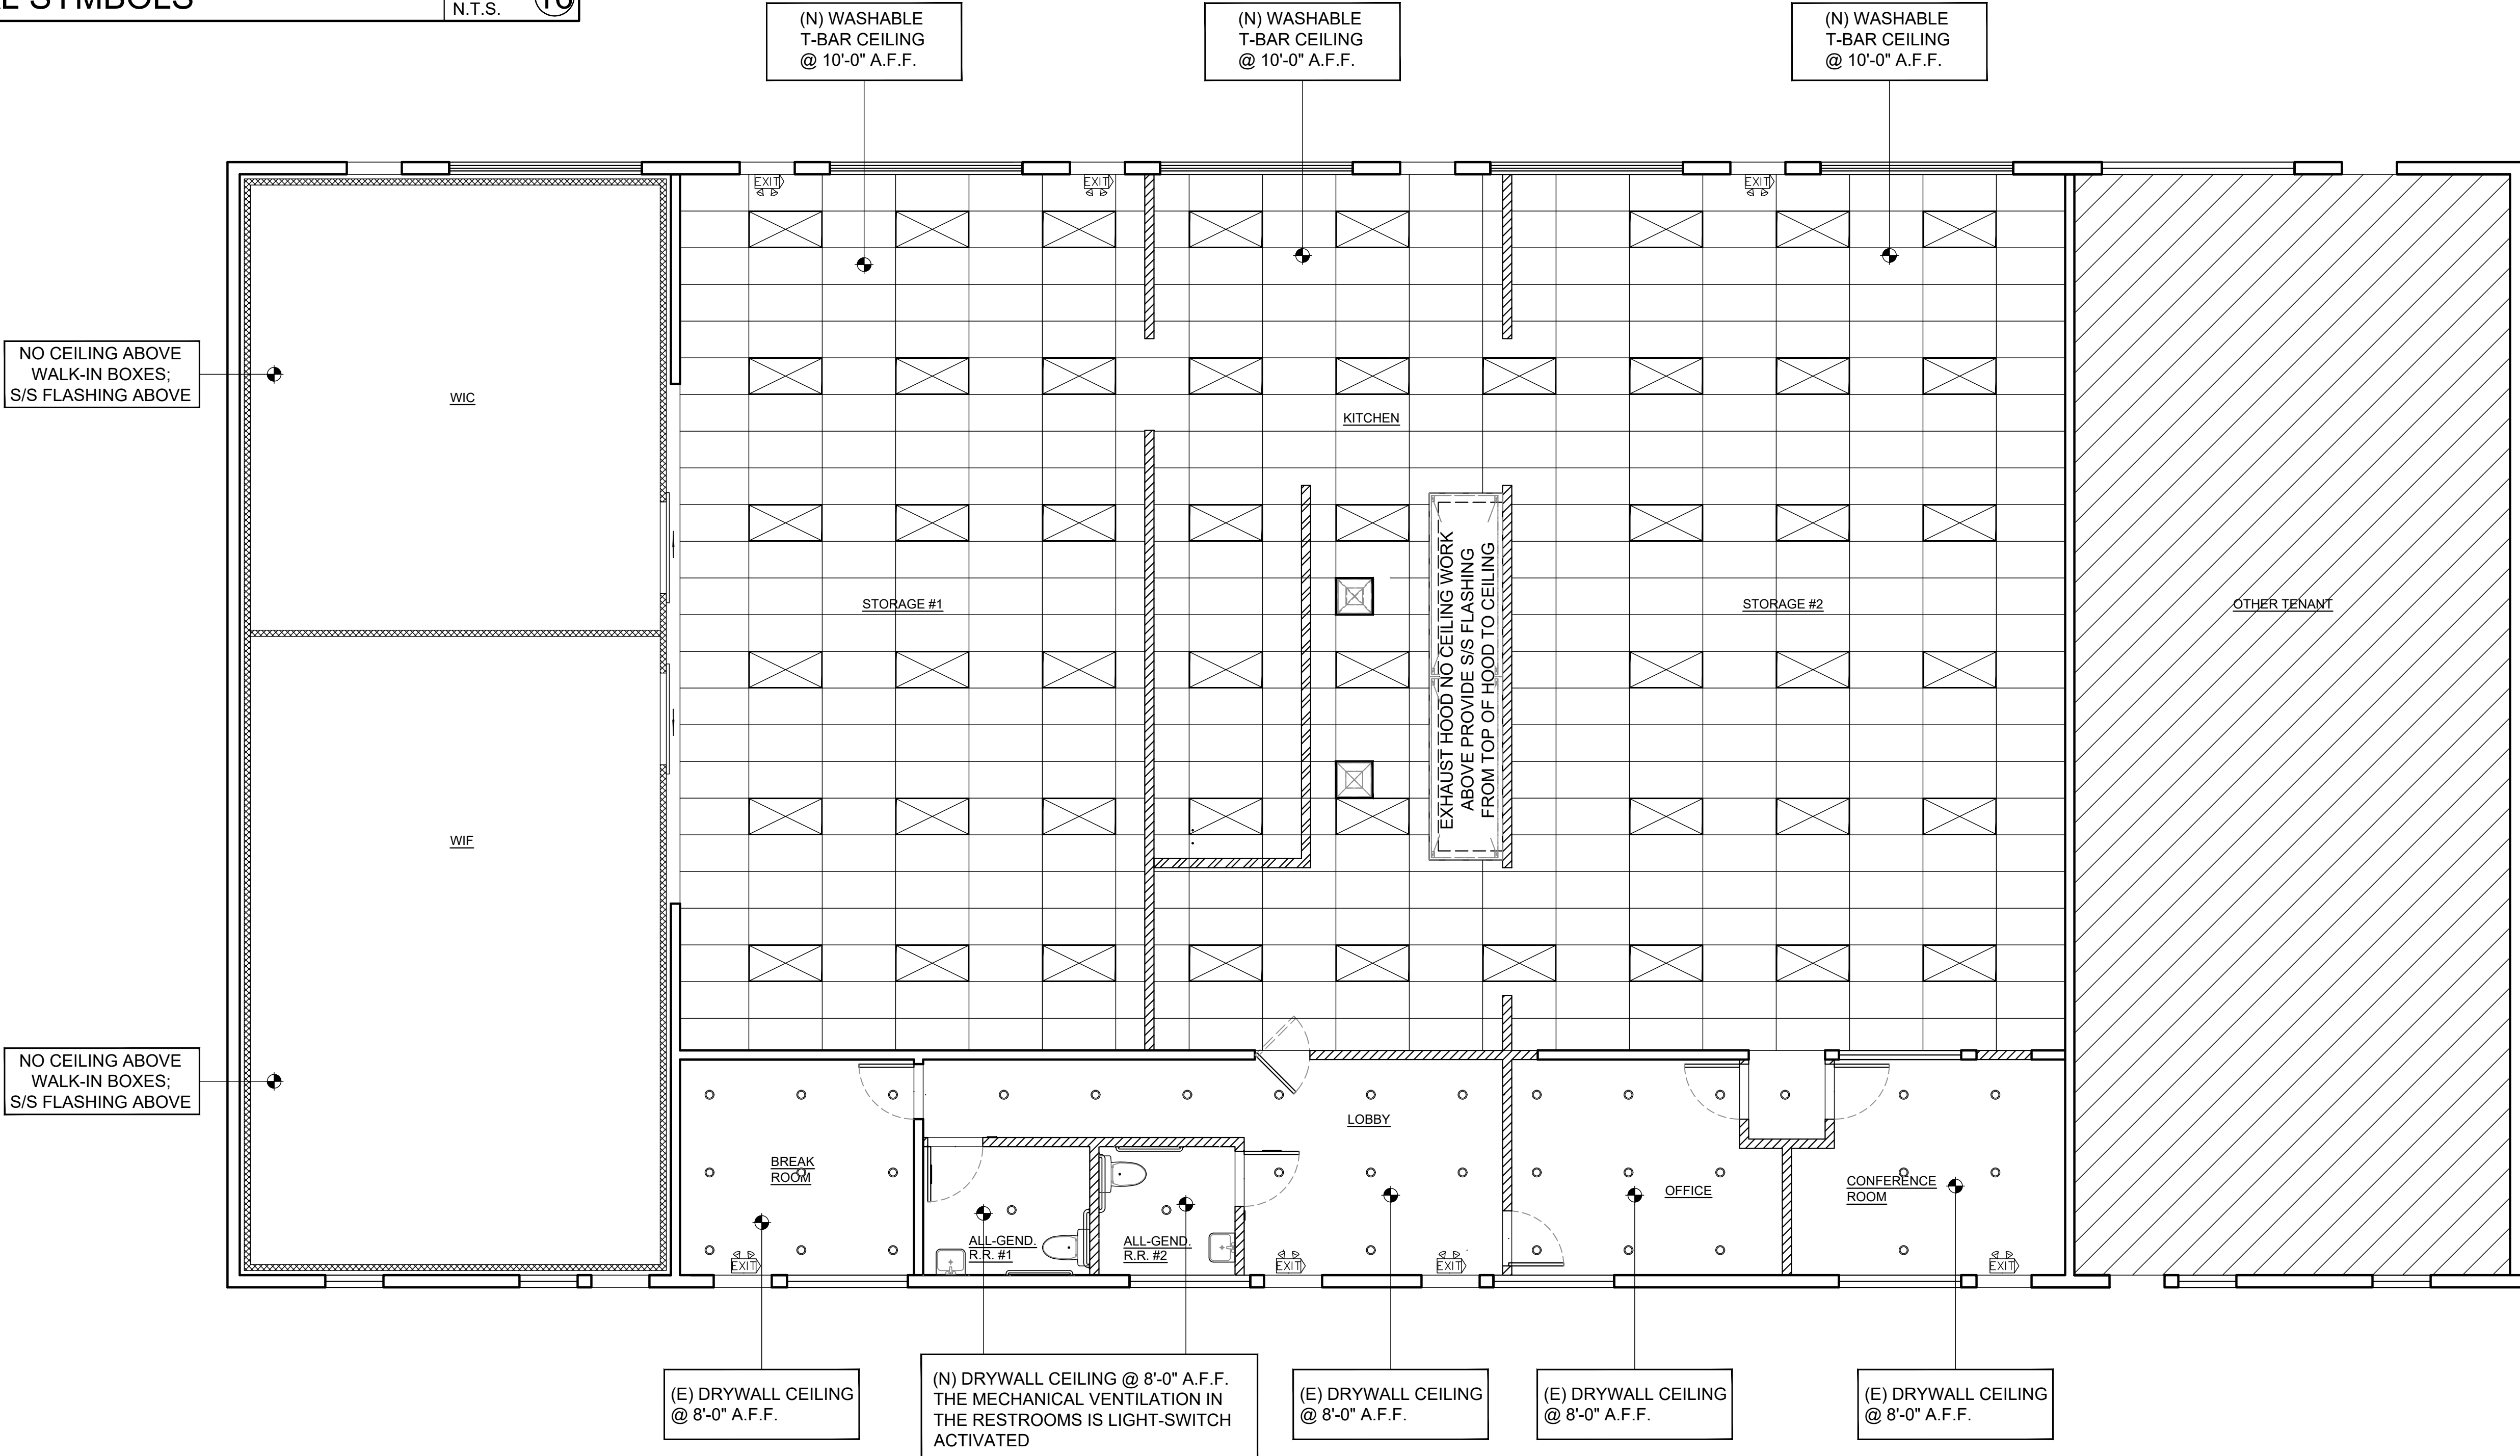 SYMBOLS
N.T.S.
16
(N) WASHABLE
T-BAR CEILING
@ 10'-0" A.F.F.
(N) WASHABLE
T-BAR CEILING
@ 10'-0" A.F.F.
(N) WASHABLE
T-BAR CEILING
@ 10'-0" A.F.F.
EXIT
EXIT
EXIT
NO CEILING ABOVE
WALK-IN BOXES;
S/S FLASHING ABOVE
WIC
KITCHEN
EXHAUST HOOD NO CEILING WORK
ABOVE PROVIDE S/S FLASHING
FROM TOP OF HOOD TO CEILING
STORAGE #1
STORAGE #2
OTHER TENANT
WIF
NO CEILING ABOVE
WALK-IN BOXES;
S/S FLASHING ABOVE
LOBBY
BREAK
ROOM
OFFICE
CONFERENCE
ROOM
ALL-GEND.
R.R. #1
ALL-GEND.
R.R. #2
EXIT
EXIT
EXIT
EXIT
(E) DRYWALL CEILING
@ 8'-0" A.F.F.
(N) DRYWALL CEILING @ 8'-0" A.F.F.
THE MECHANICAL VENTILATION IN
THE RESTROOMS IS LIGHT-SWITCH
ACTIVATED
(E) DRYWALL CEILING
@ 8'-0" A.F.F.
(E) DRYWALL CEILING
@ 8'-0" A.F.F.
(E) DRYWALL CEILING
@ 8'-0" A.F.F.